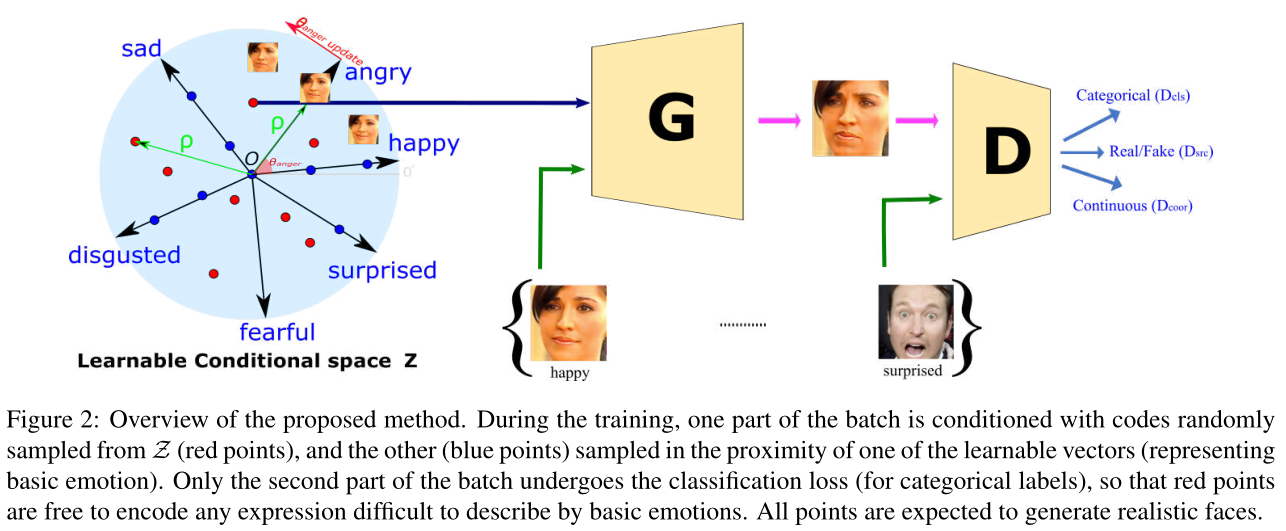 θanger update
sad
angry
ρ
ρ
O
θanger
happy
0°
disgusted
surprised
fearful
Learnable Conditional space Z
G
D
Categorical (Dcls)
Real/Fake (Dsrc)
Continuous (Dcoor)
{
happy
............
surprised
}
Figure 2: Overview of the proposed method. During the training, one part of the batch is conditioned with codes randomly
sampled from 𝒵 (red points), and the other (blue points) sampled in the proximity of one of the learnable vectors (representing
basic emotion). Only the second part of the batch undergoes the classification loss (for categorical labels), so that red points
are free to encode any expression difficult to describe by basic emotions. All points are expected to generate realistic faces.